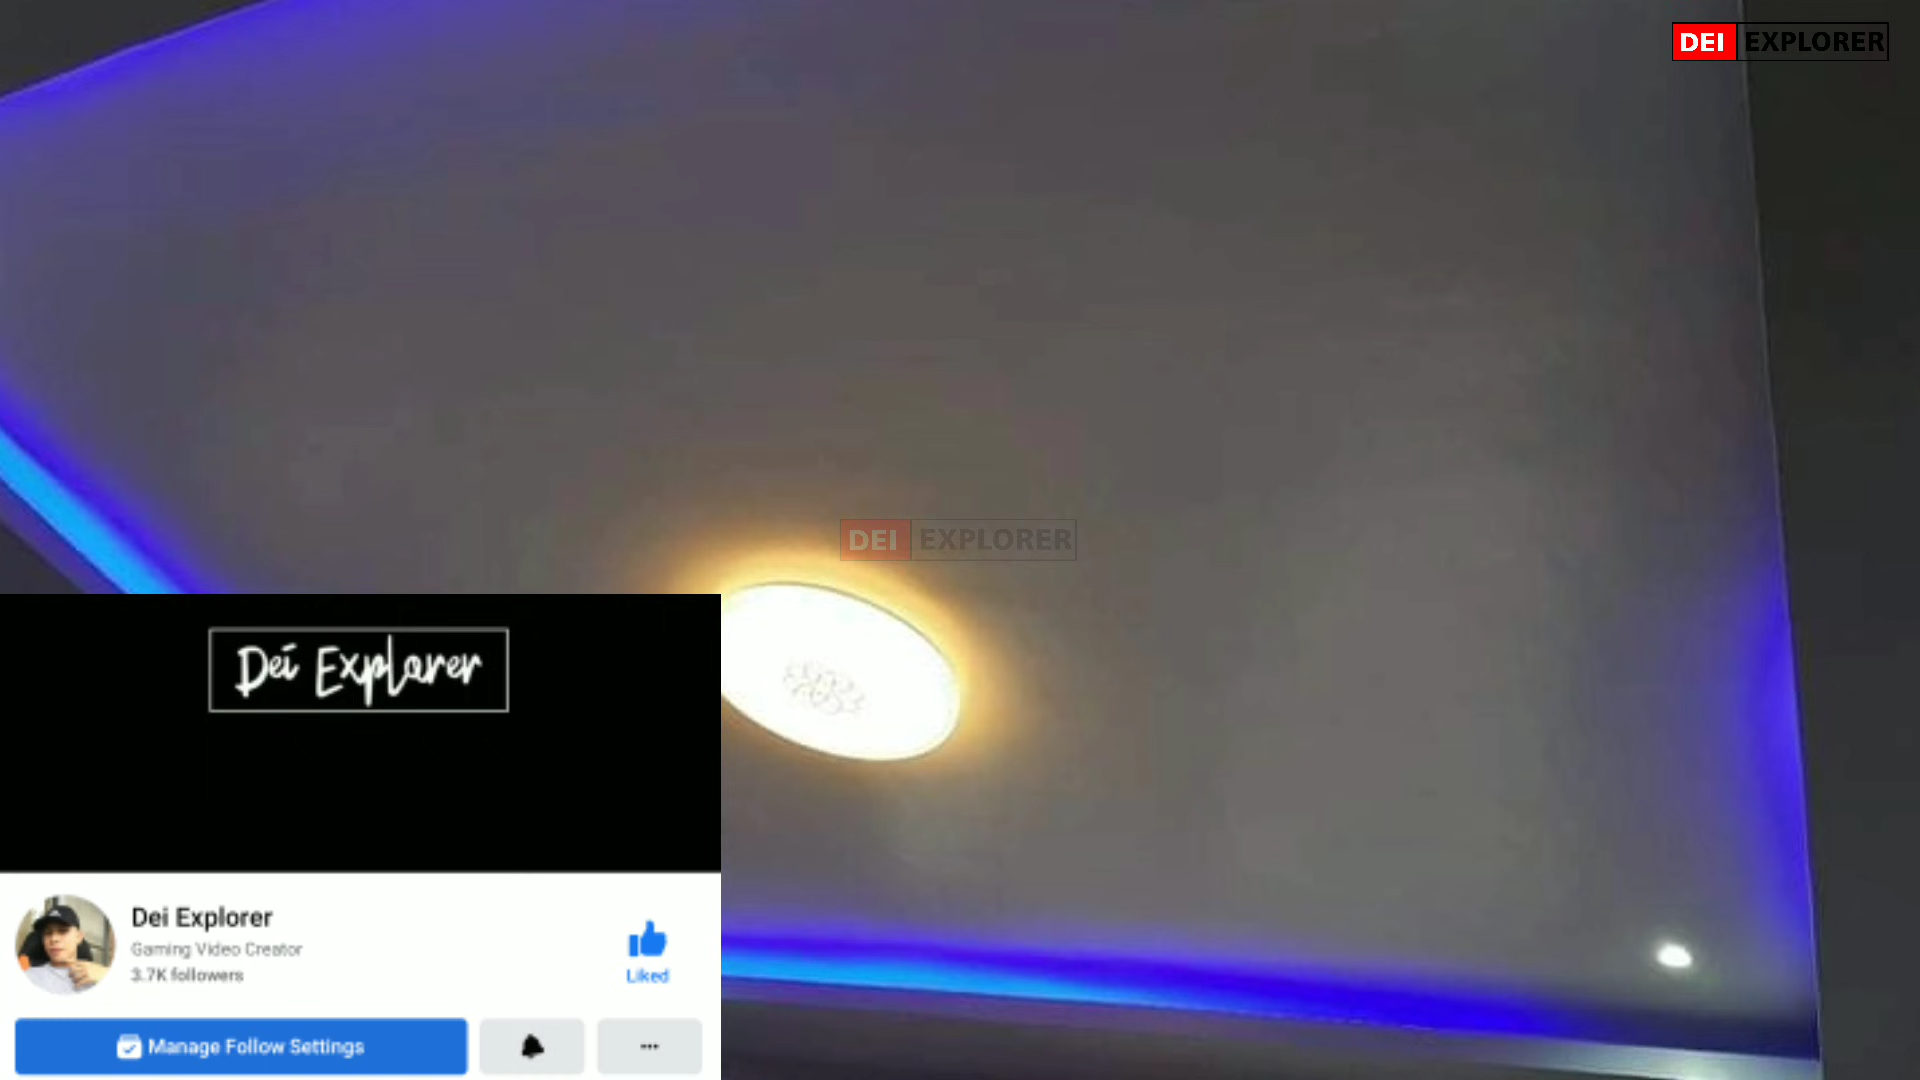 DEI EXPLORER
DEI EXPLORER
Dei Explorer
Dei Explorer
Gaming Video Creator
3.7K followers
Liked
Manage Follow Settings